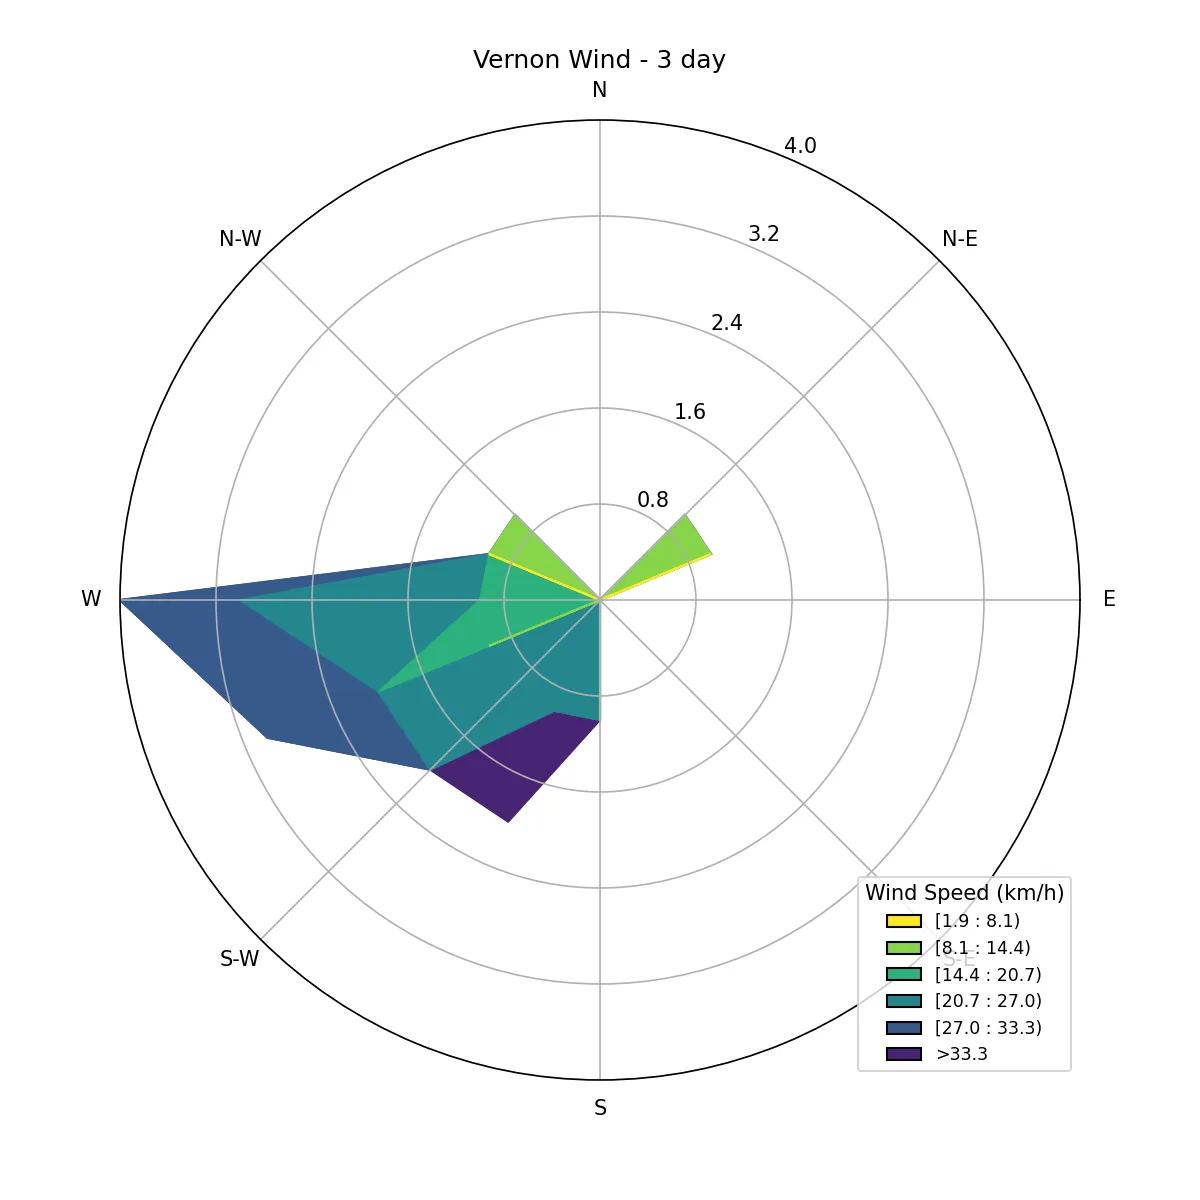 Vernon Wind - 3 day
N
4.0
N-W
3.2
N-E
2.4
1.6
0.8
W
E
Wind Speed (km/h)
[1.9 : 8.1)
[8.1 : 14.4)
S-W
S-E
[14.4 : 20.7)
[20.7 : 27.0)
[27.0 : 33.3)
>33.3
S